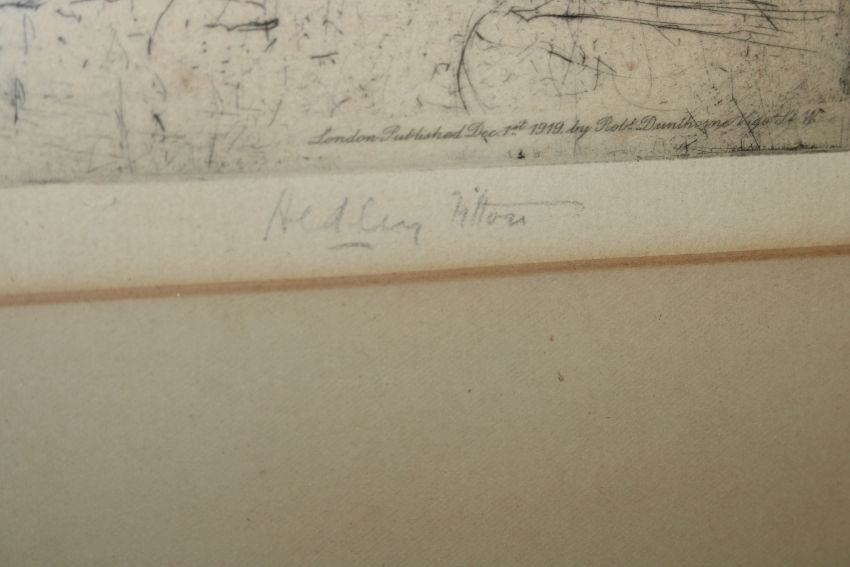 London Published Dec. 1st 1919 by Robt. Dunthorne Vigo St. W.
Hedley Fitton